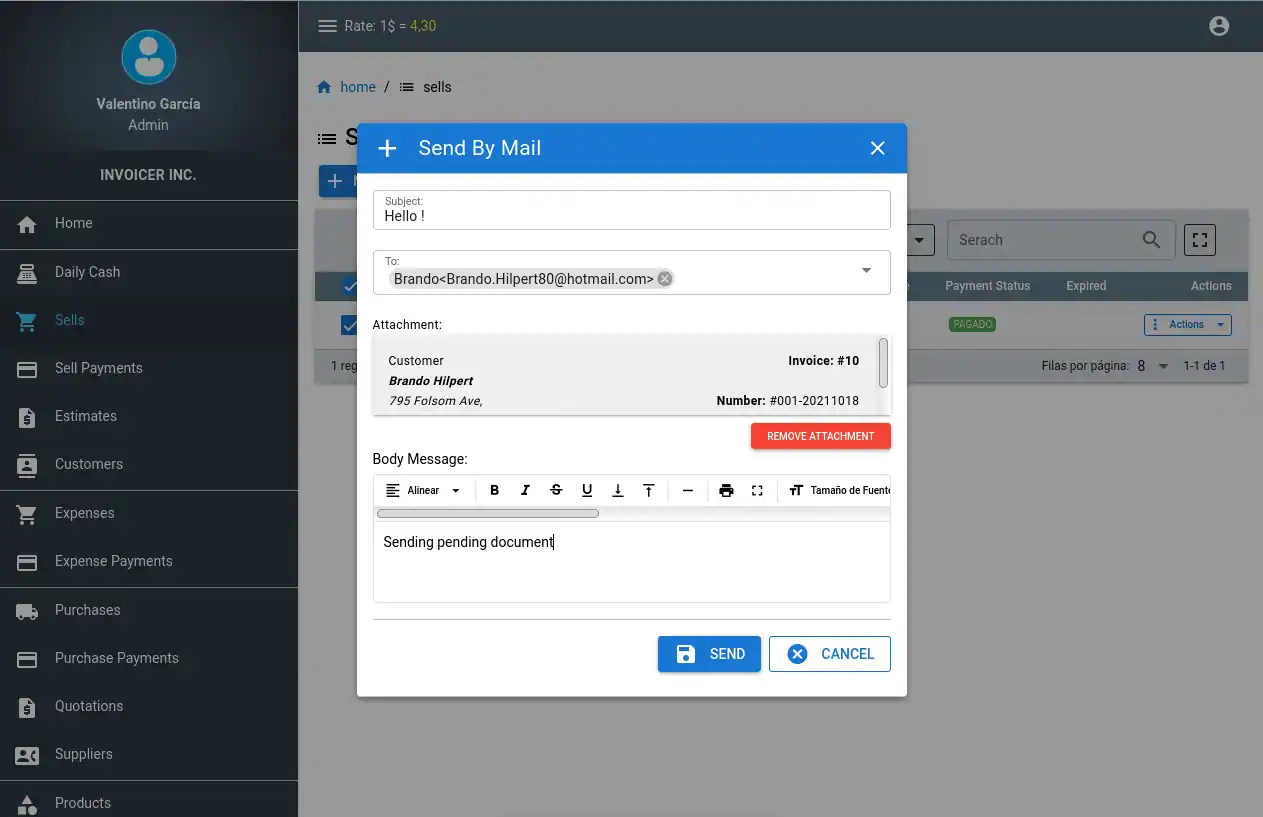 Valentino García
Admin
INVOICER INC.
Home
Daily Cash
Sells
Sell Payments
Estimates
Customers
Expenses
Expense Payments
Purchases
Purchase Payments
Quotations
Suppliers
Products
Rate: 1$ = 4,30
home / sells
S
Send By Mail
Subject:
Hello !
To:
Brando<Brando.Hilpert80@hotmail.com>
Attachment:
Customer
Invoice: #10
Brando Hilpert
795 Folsom Ave,
Number: #001-20211018
REMOVE ATTACHMENT
Body Message:
Alinear
B I S U
Tamaño de Fuente
Sending pending document
SEND
CANCEL
Serach
Payment Status
Expired
Actions
PAGADO
Actions
1 reg
Filas por página: 8
1-1 de 1